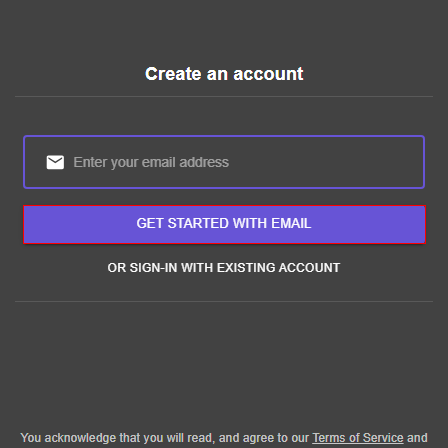 Create an account
Enter your email address
GET STARTED WITH EMAIL
OR SIGN-IN WITH EXISTING ACCOUNT
You acknowledge that you will read, and agree to our Terms of Service and